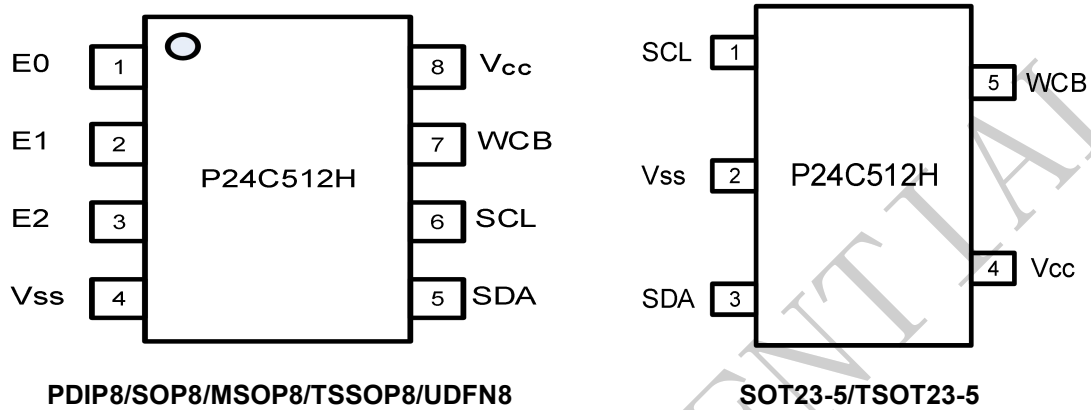 E0 1 8 Vcc
E1 2 7 WCB
P24C512H
E2 3 6 SCL
Vss 4 5 SDA
PDIP8/SOP8/MSOP8/TSSOP8/UDFN8
SCL 1
5 WCB
Vss 2 P24C512H
4 Vcc
SDA 3
SOT23-5/TSOT23-5
ENTIAL